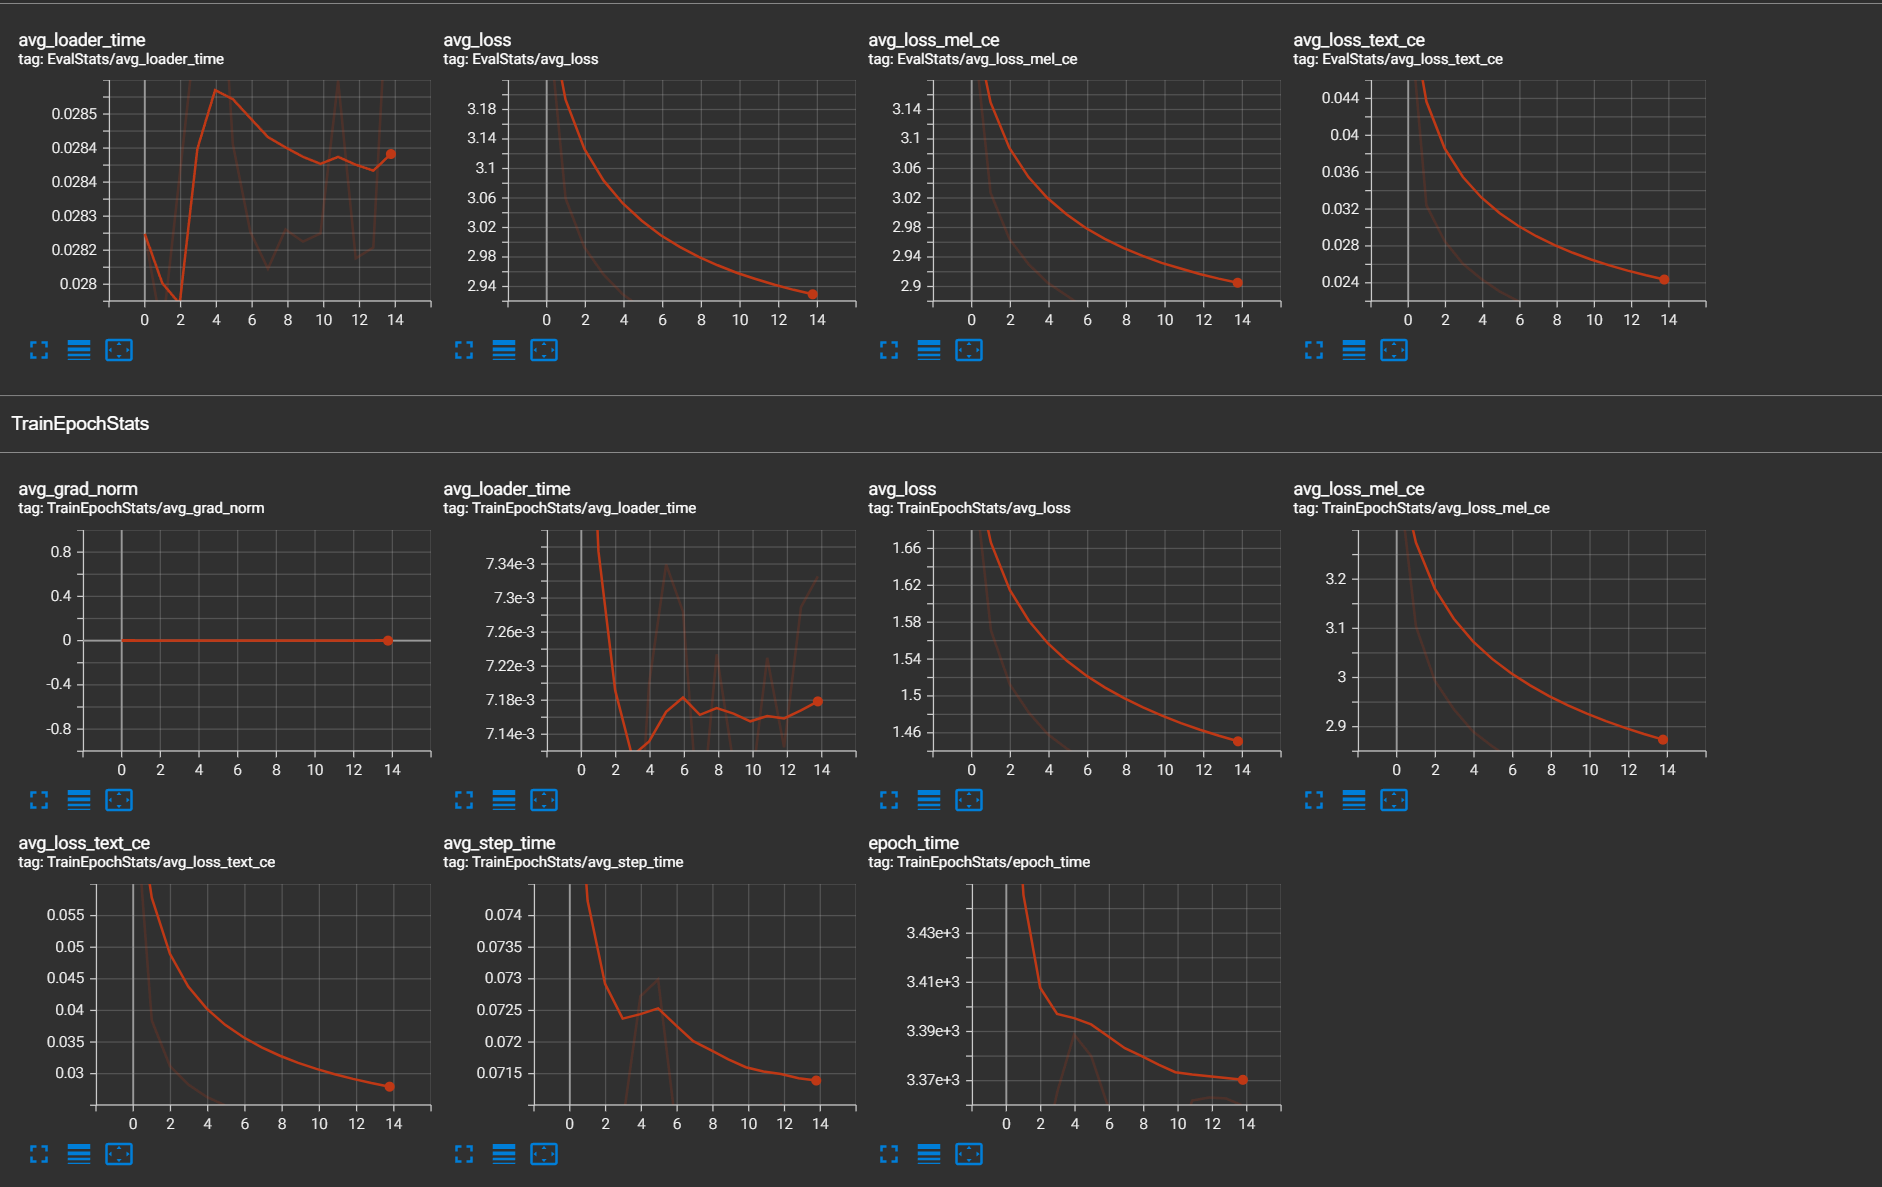 avg_loader_time
tag: EvalStats/avg_loader_time
0.0285
0.0284
0.0284
0.0283
0.0282
0.028
0 2 4 6 8 10 12 14
avg_loss
tag: EvalStats/avg_loss
3.18
3.14
3.1
3.06
3.02
2.98
2.94
0 2 4 6 8 10 12 14
avg_loss_mel_ce
tag: EvalStats/avg_loss_mel_ce
3.14
3.1
3.06
3.02
2.98
2.94
2.9
0 2 4 6 8 10 12 14
avg_loss_text_ce
tag: EvalStats/avg_loss_text_ce
0.044
0.04
0.036
0.032
0.028
0.024
0 2 4 6 8 10 12 14
TrainEpochStats
avg_grad_norm
tag: TrainEpochStats/avg_grad_norm
0.8
0.4
0
-0.4
-0.8
0 2 4 6 8 10 12 14
avg_loader_time
tag: TrainEpochStats/avg_loader_time
7.34e-3
7.3e-3
7.26e-3
7.22e-3
7.18e-3
7.14e-3
0 2 4 6 8 10 12 14
avg_loss
tag: TrainEpochStats/avg_loss
1.66
1.62
1.58
1.54
1.5
1.46
0 2 4 6 8 10 12 14
avg_loss_mel_ce
tag: TrainEpochStats/avg_loss_mel_ce
3.2
3.1
3
2.9
0 2 4 6 8 10 12 14
avg_loss_text_ce
tag: TrainEpochStats/avg_loss_text_ce
0.055
0.05
0.045
0.04
0.035
0.03
0 2 4 6 8 10 12 14
avg_step_time
tag: TrainEpochStats/avg_step_time
0.074
0.0735
0.073
0.0725
0.072
0.0715
0 2 4 6 8 10 12 14
epoch_time
tag: TrainEpochStats/epoch_time
3.43e+3
3.41e+3
3.39e+3
3.37e+3
0 2 4 6 8 10 12 14